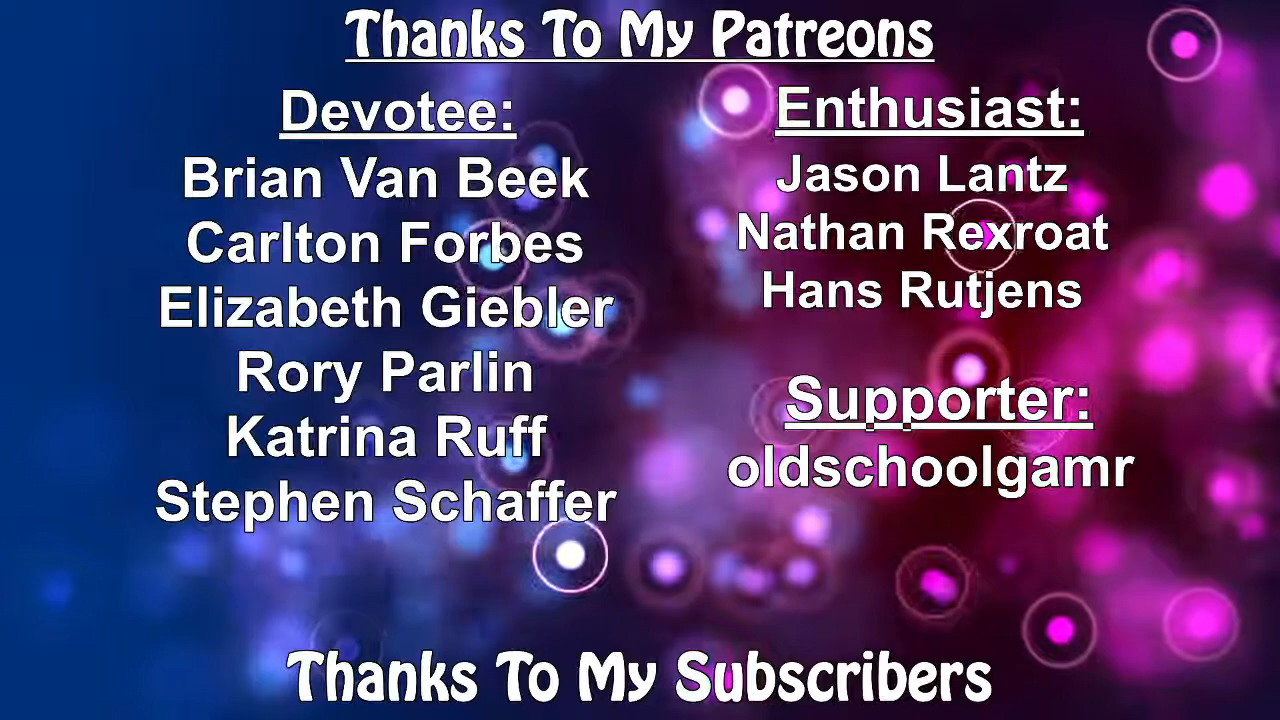 Thanks To My Patreons
Devotee:
Brian Van Beek
Carlton Forbes
Elizabeth Giebler
Rory Parlin
Katrina Ruff
Stephen Schaffer
Enthusiast:
Jason Lantz
Nathan Rexroat
Hans Rutjens
Supporter:
oldschoolgamr
Thanks To My Subscribers